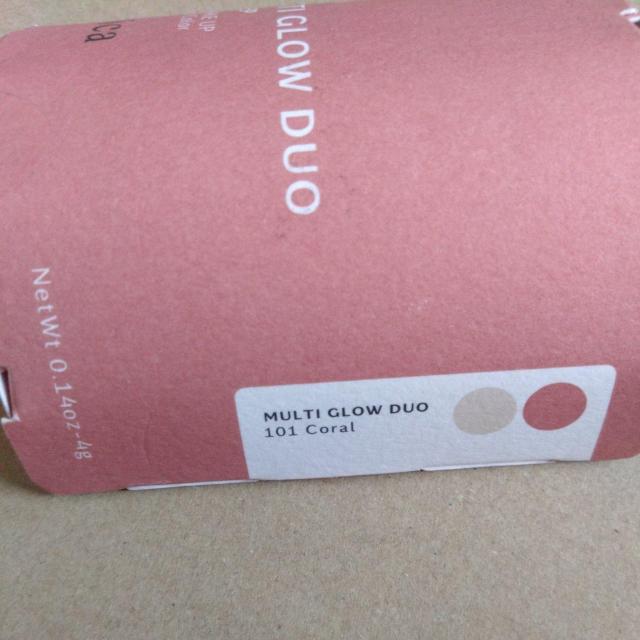 GLOW DUO
NetWt 0.14oz-4g
MULTI GLOW DUO
101 Coral